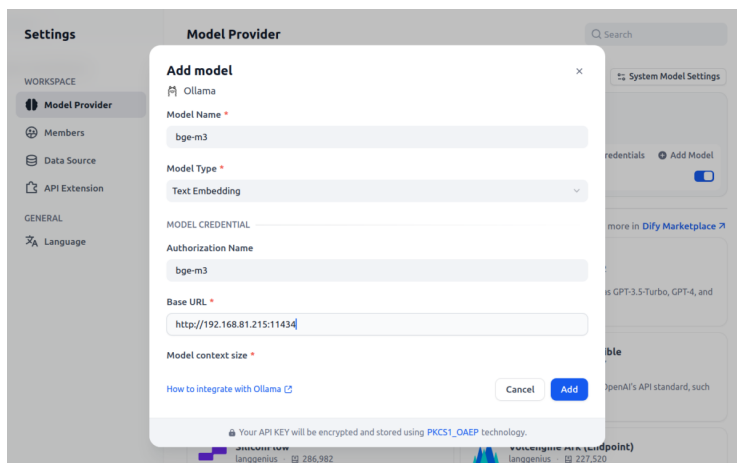 Settings
Model Provider
Search
WORKSPACE
Model Provider
Members
Data Source
API Extension
GENERAL
Language
System Model Settings
Add Model
more in Dify Marketplace
GPT-3.5-Turbo, GPT-4, and
OpenAI's API standard, such
Add model
Ollama
Model Name *
bge-m3
Model Type *
Text Embedding
MODEL CREDENTIAL
Authorization Name
bge-m3
Base URL *
http://192.168.81.215:11434
Model context size *
How to integrate with Ollama
Cancel
Add
Your API KEY will be encrypted and stored using PKCS1_OAEP technology.
langgenius 286,982
Volcengine Ark (Endpoint)
langgenius 227,520